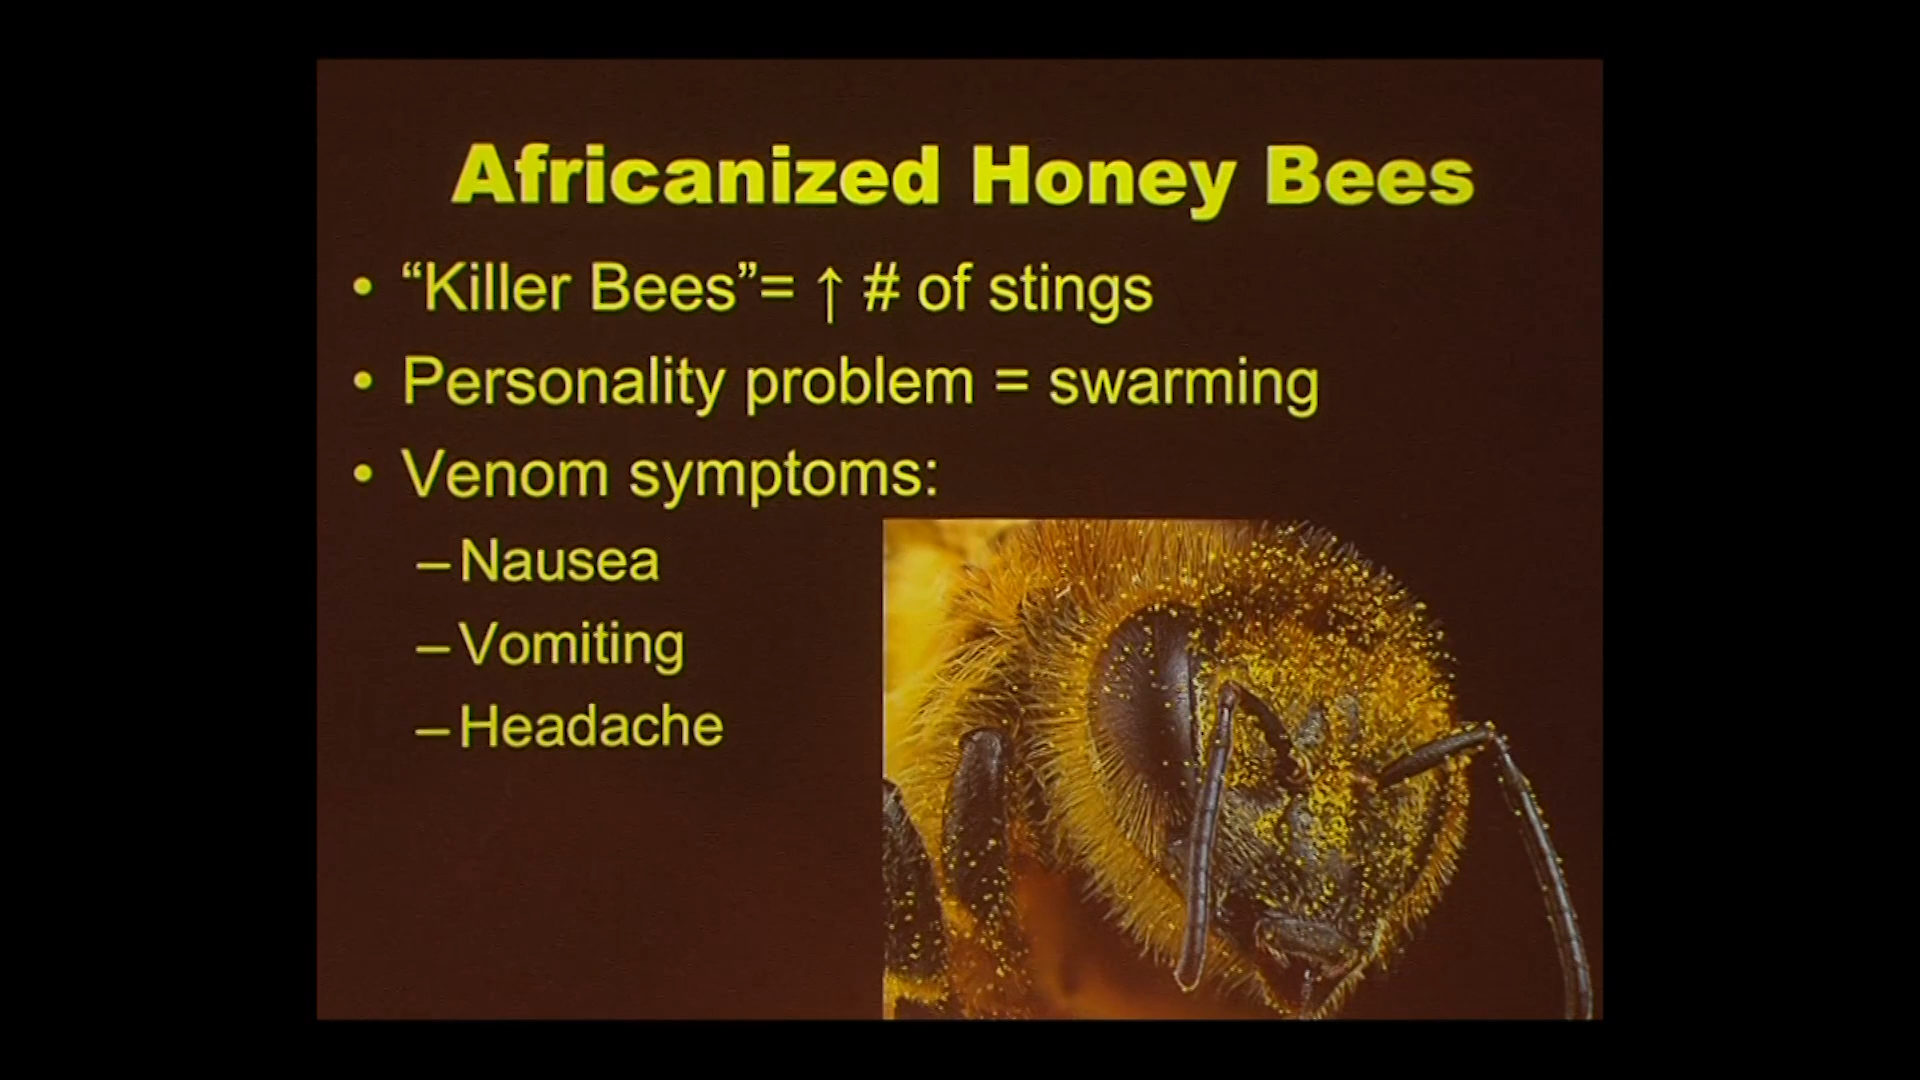 Africanized Honey Bees
• “Killer Bees”= ↑ # of stings
• Personality problem = swarming
• Venom symptoms:
– Nausea
– Vomiting
– Headache